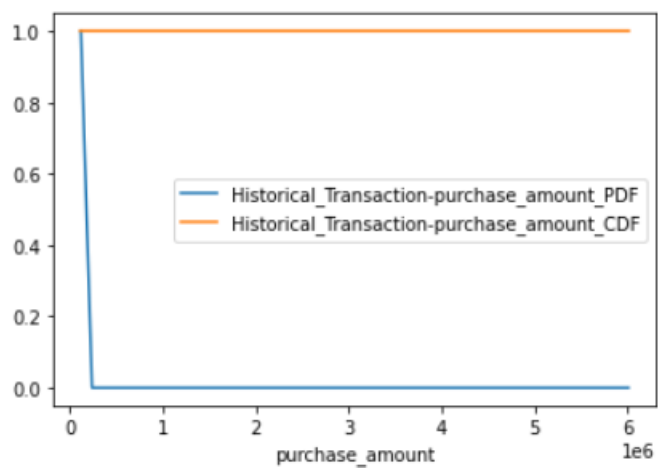 1.0
0.8
0.6
0.4
0.2
0.0
Historical_Transaction-purchase_amount_PDF
Historical_Transaction-purchase_amount_CDF
0 1 2 3 4 5 6
1e6
purchase_amount